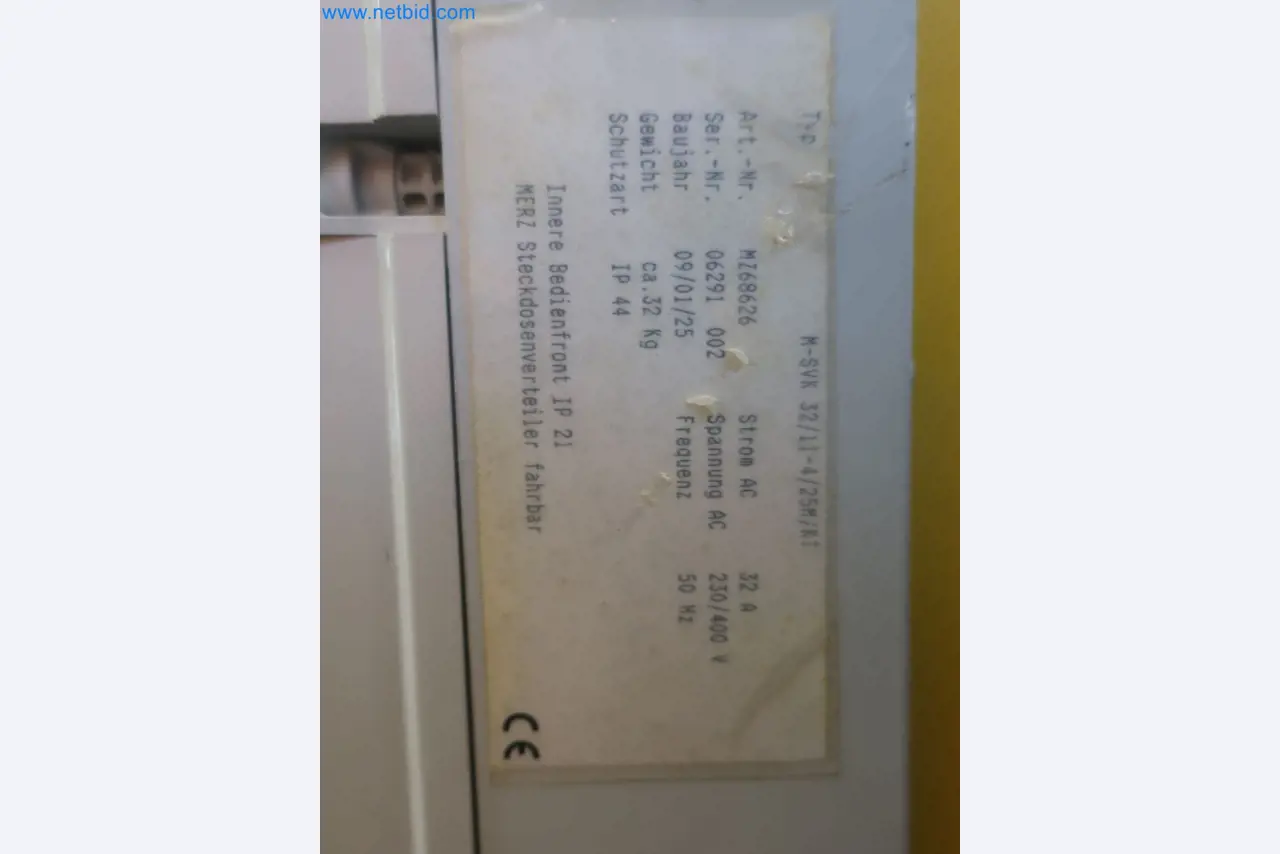 www.netbid.com
Typ M-SVK 32/11-4/25M/RT
Art.-Nr. MZ68626 Strom AC 32 A
Ser.-Nr. 06291 002 Spannung AC 230/400 V
Baujahr 09/01/25 Frequenz 50 Hz
Gewicht ca.32 Kg
Schutzart IP 44
Innere Bedienfront IP 21
MERZ Steckdosenverteiler fahrbar
CE